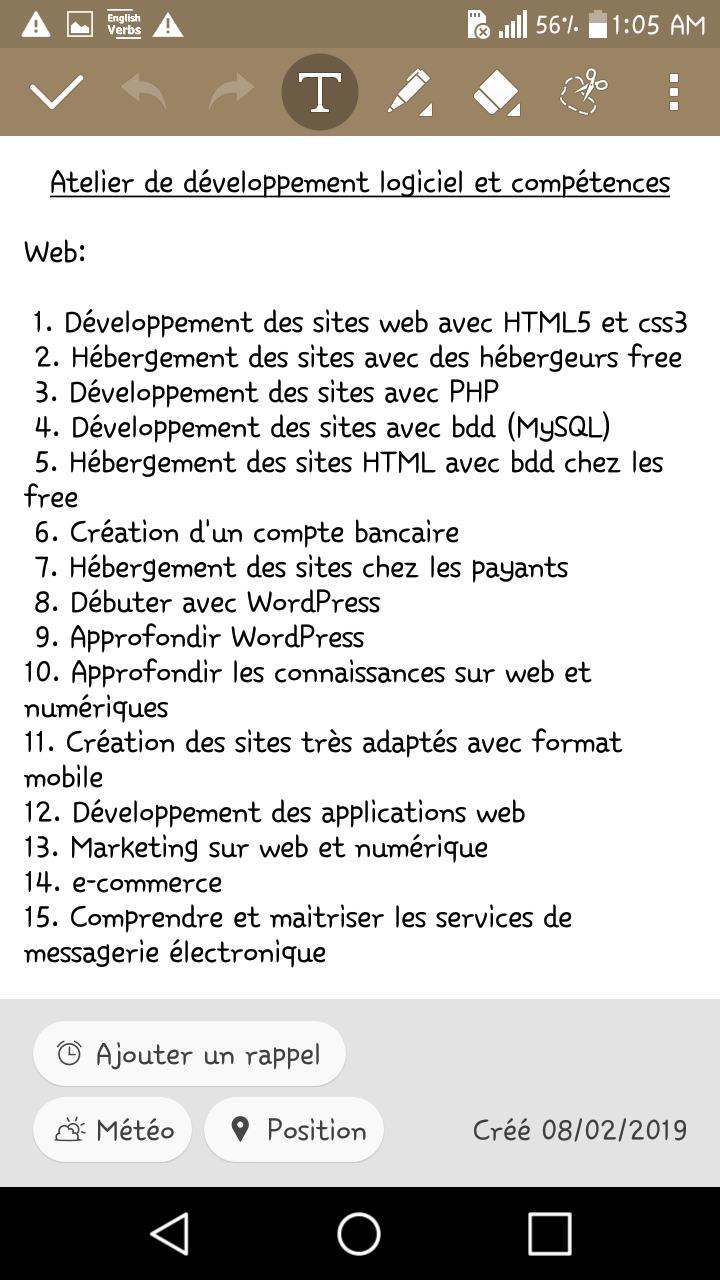 English
Verbs
56% 1:05 AM
T
Atelier de développement logiciel et compétences
Web:
1. Développement des sites web avec HTML5 et css3
2. Hébergement des sites avec des hébergeurs free
3. Développement des sites avec PHP
4. Développement des sites avec bdd (MySQL)
5. Hébergement des sites HTML avec bdd chez les
free
6. Création d'un compte bancaire
7. Hébergement des sites chez les payants
8. Débuter avec WordPress
9. Approfondir WordPress
10. Approfondir les connaissances sur web et
numériques
11. Création des sites très adaptés avec format
mobile
12. Développement des applications web
13. Marketing sur web et numérique
14. e-commerce
15. Comprendre et maitriser les services de
messagerie électronique
Ajouter un rappel
Météo Position Créé 08/02/2019